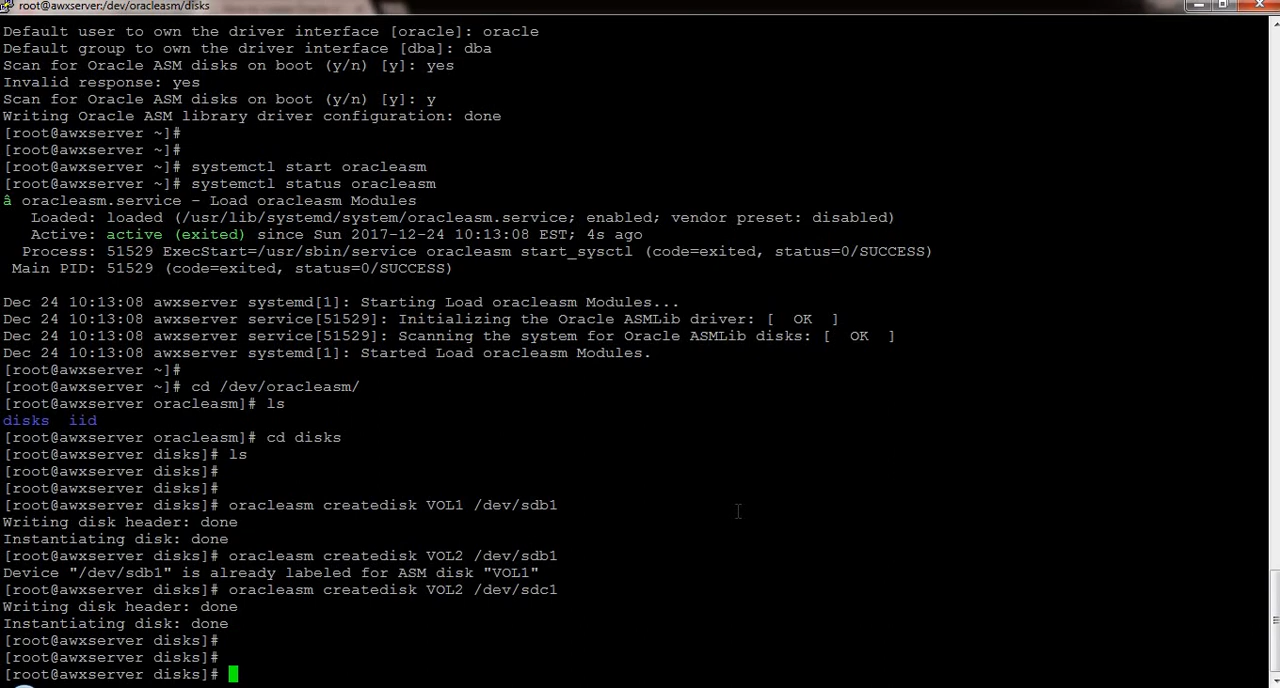 root@awxserver:/dev/oracleasm/disks
Default user to own the driver interface [oracle]: oracle
Default group to own the driver interface [dba]: dba
Scan for Oracle ASM disks on boot (y/n) [y]: yes
Invalid response: yes
Scan for Oracle ASM disks on boot (y/n) [y]: y
Writing Oracle ASM library driver configuration: done
[root@awxserver ~]#
[root@awxserver ~]#
[root@awxserver ~]# systemctl start oracleasm
[root@awxserver ~]# systemctl status oracleasm
â oracleasm.service - Load oracleasm Modules
   Loaded: loaded (/usr/lib/systemd/system/oracleasm.service; enabled; vendor preset: disabled)
   Active: active (exited) since Sun 2017-12-24 10:13:08 EST; 4s ago
  Process: 51529 ExecStart=/usr/sbin/service oracleasm start_sysctl (code=exited, status=0/SUCCESS)
 Main PID: 51529 (code=exited, status=0/SUCCESS)
Dec 24 10:13:08 awxserver systemd[1]: Starting Load oracleasm Modules...
Dec 24 10:13:08 awxserver service[51529]: Initializing the Oracle ASMLib driver: [  OK  ]
Dec 24 10:13:08 awxserver service[51529]: Scanning the system for Oracle ASMLib disks: [  OK  ]
Dec 24 10:13:08 awxserver systemd[1]: Started Load oracleasm Modules.
[root@awxserver ~]#
[root@awxserver ~]# cd /dev/oracleasm/
[root@awxserver oracleasm]# ls
disks  iid
[root@awxserver oracleasm]# cd disks
[root@awxserver disks]# ls
[root@awxserver disks]#
[root@awxserver disks]#
[root@awxserver disks]# oracleasm createdisk VOL1 /dev/sdb1
Writing disk header: done
Instantiating disk: done
[root@awxserver disks]# oracleasm createdisk VOL2 /dev/sdb1
Device "/dev/sdb1" is already labeled for ASM disk "VOL1"
[root@awxserver disks]# oracleasm createdisk VOL2 /dev/sdc1
Writing disk header: done
Instantiating disk: done
[root@awxserver disks]#
[root@awxserver disks]#
[root@awxserver disks]#